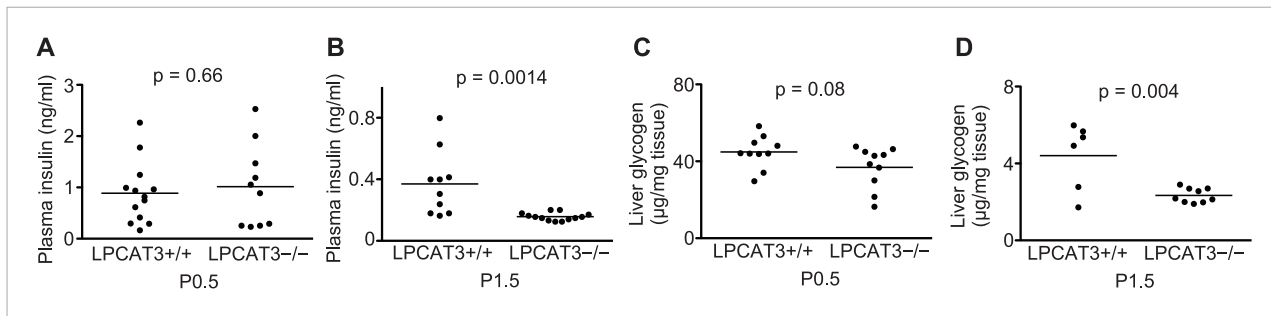 A
p = 0.66
Plasma insulin (ng/ml)
3
2
1
0
LPCAT3+/+ LPCAT3−/−
P0.5
B
p = 0.0014
Plasma insulin (ng/ml)
0.8
0.4
0
LPCAT3+/+ LPCAT3−/−
P1.5
C
p = 0.08
Liver glycogen
(µg/mg tissue)
80
40
0
LPCAT3+/+ LPCAT3−/−
P0.5
D
p = 0.004
Liver glycogen
(µg/mg tissue)
8
4
0
LPCAT3+/+ LPCAT3−/−
P1.5